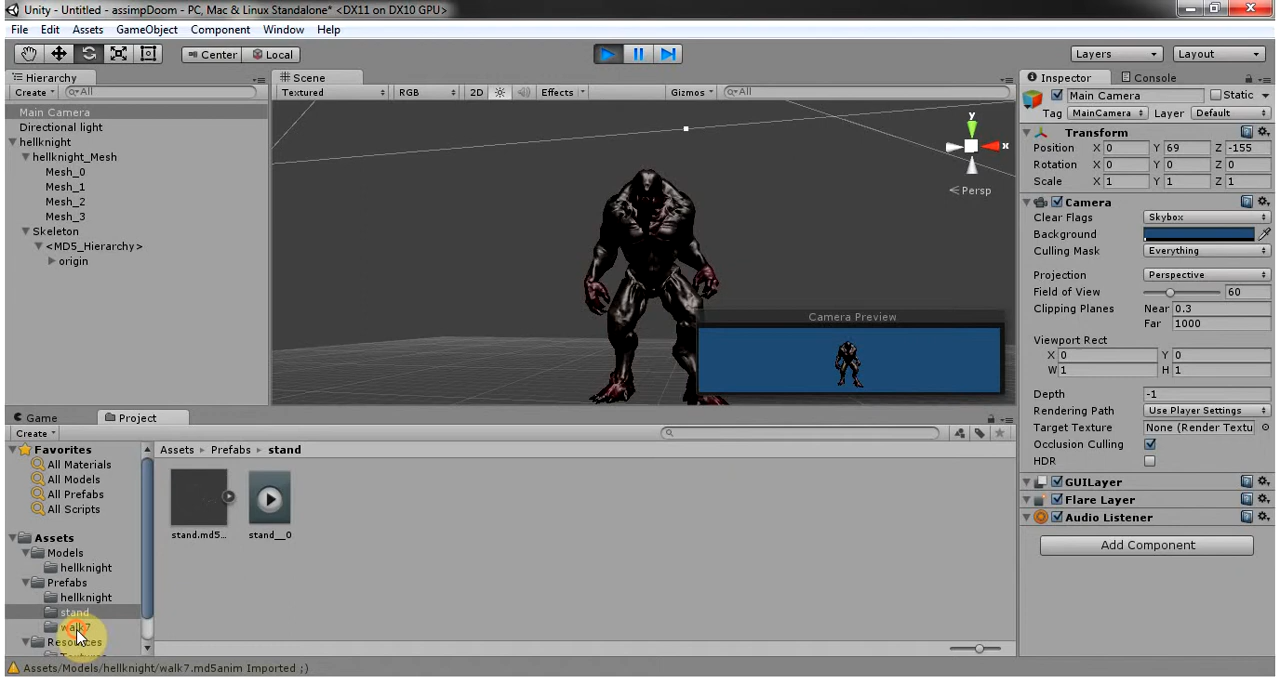 Unity - Untitled - assimpDoom - PC, Mac & Linux Standalone* <DX11 on DX10 GPU>
File Edit Assets GameObject Component Window Help
Center Local Layers Layout
Hierarchy
Create All
Main Camera
Directional light
hellknight
hellknight_Mesh
Mesh_0
Mesh_1
Mesh_2
Mesh_3
Skeleton
<MD5_Hierarchy>
origin
Scene
Textured RGB 2D Effects Gizmos All
y
x
Persp
Camera Preview
Inspector Console
Main Camera Static
Tag MainCamera Layer Default
Transform
Position X 0 Y 69 Z -155
Rotation X 0 Y 0 Z 0
Scale X 1 Y 1 Z 1
Camera
Clear Flags Skybox
Background
Culling Mask Everything
Projection Perspective
Field of View 60
Clipping Planes Near 0.3
Far 1000
Viewport Rect
X 0 Y 0
W 1 H 1
Depth -1
Rendering Path Use Player Settings
Target Texture None (Render Textu
Occlusion Culling
HDR
GUILayer
Flare Layer
Audio Listener
Add Component
Game Project
Create
Favorites
All Materials
All Models
All Prefabs
All Scripts
Assets
Models
hellknight
Prefabs
hellknight
stand
walk7
Resources
Assets Prefabs stand
stand.md5... stand__0
Assets/Models/hellknight/walk7.md5anim Imported ;)